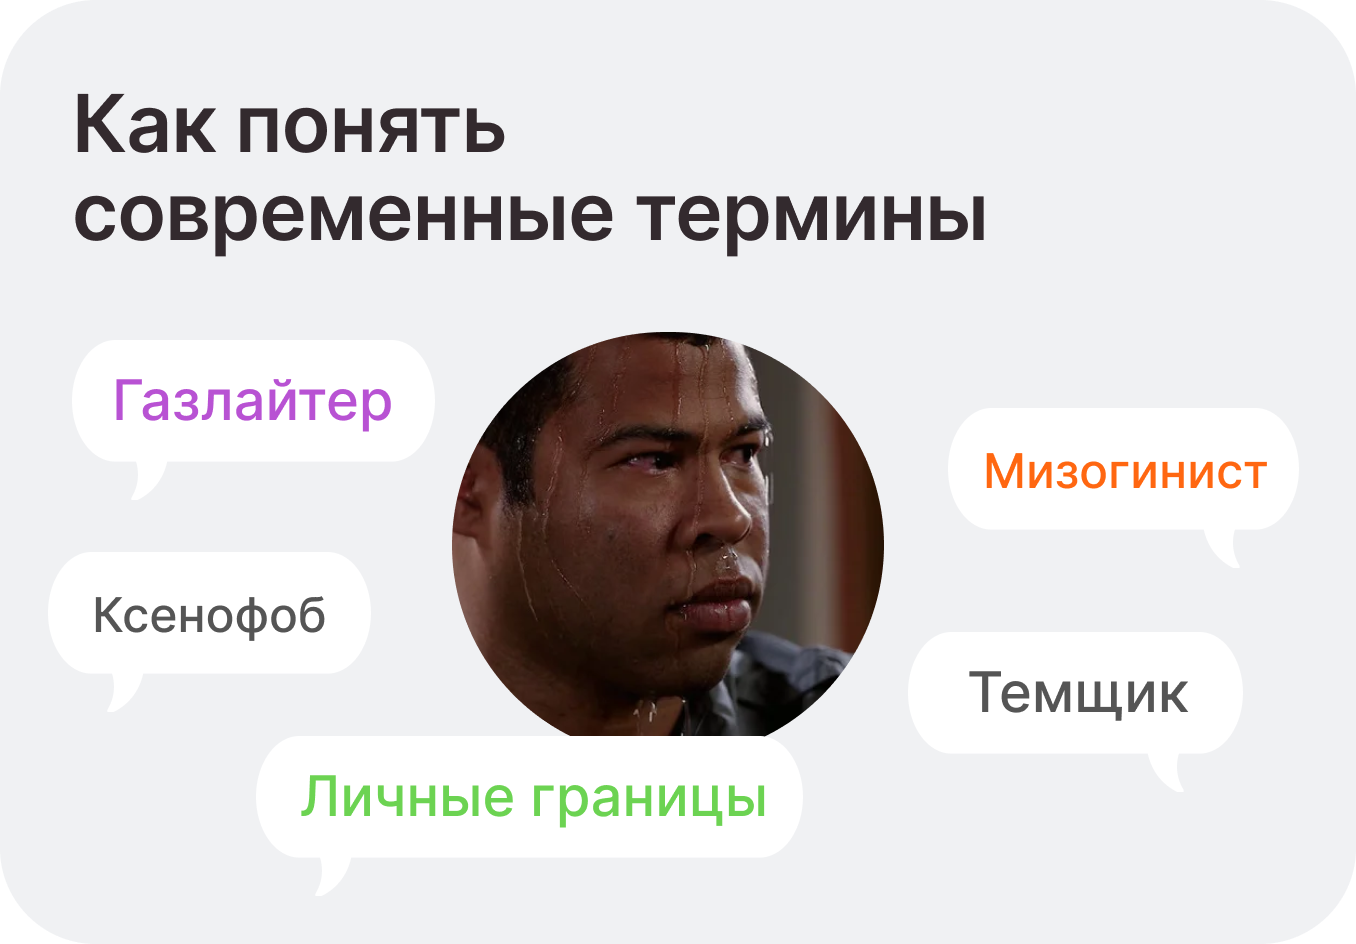 Как понять
современные термины
Газлайтер
Мизогинист
Ксенофоб
Темщик
Личные границы